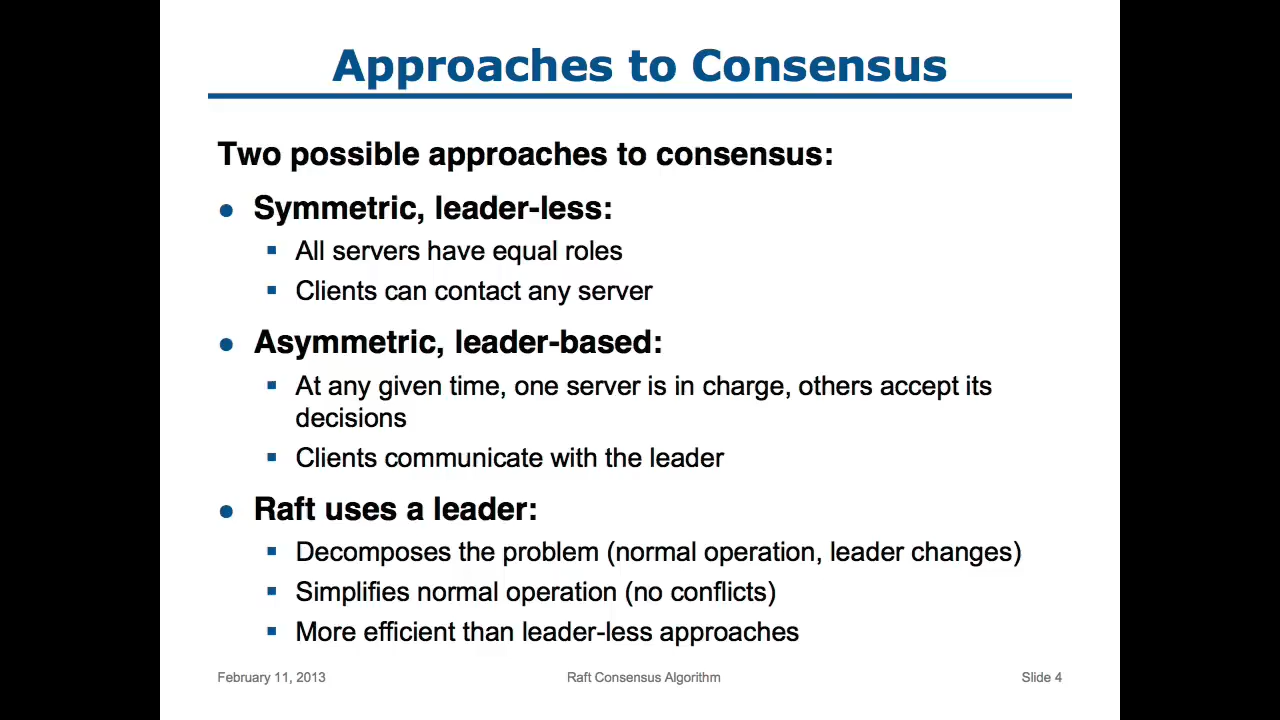 Approaches to Consensus
Two possible approaches to consensus:
● Symmetric, leader-less:
▪ All servers have equal roles
▪ Clients can contact any server
● Asymmetric, leader-based:
▪ At any given time, one server is in charge, others accept its
decisions
▪ Clients communicate with the leader
● Raft uses a leader:
▪ Decomposes the problem (normal operation, leader changes)
▪ Simplifies normal operation (no conflicts)
▪ More efficient than leader-less approaches
February 11, 2013 Raft Consensus Algorithm Slide 4